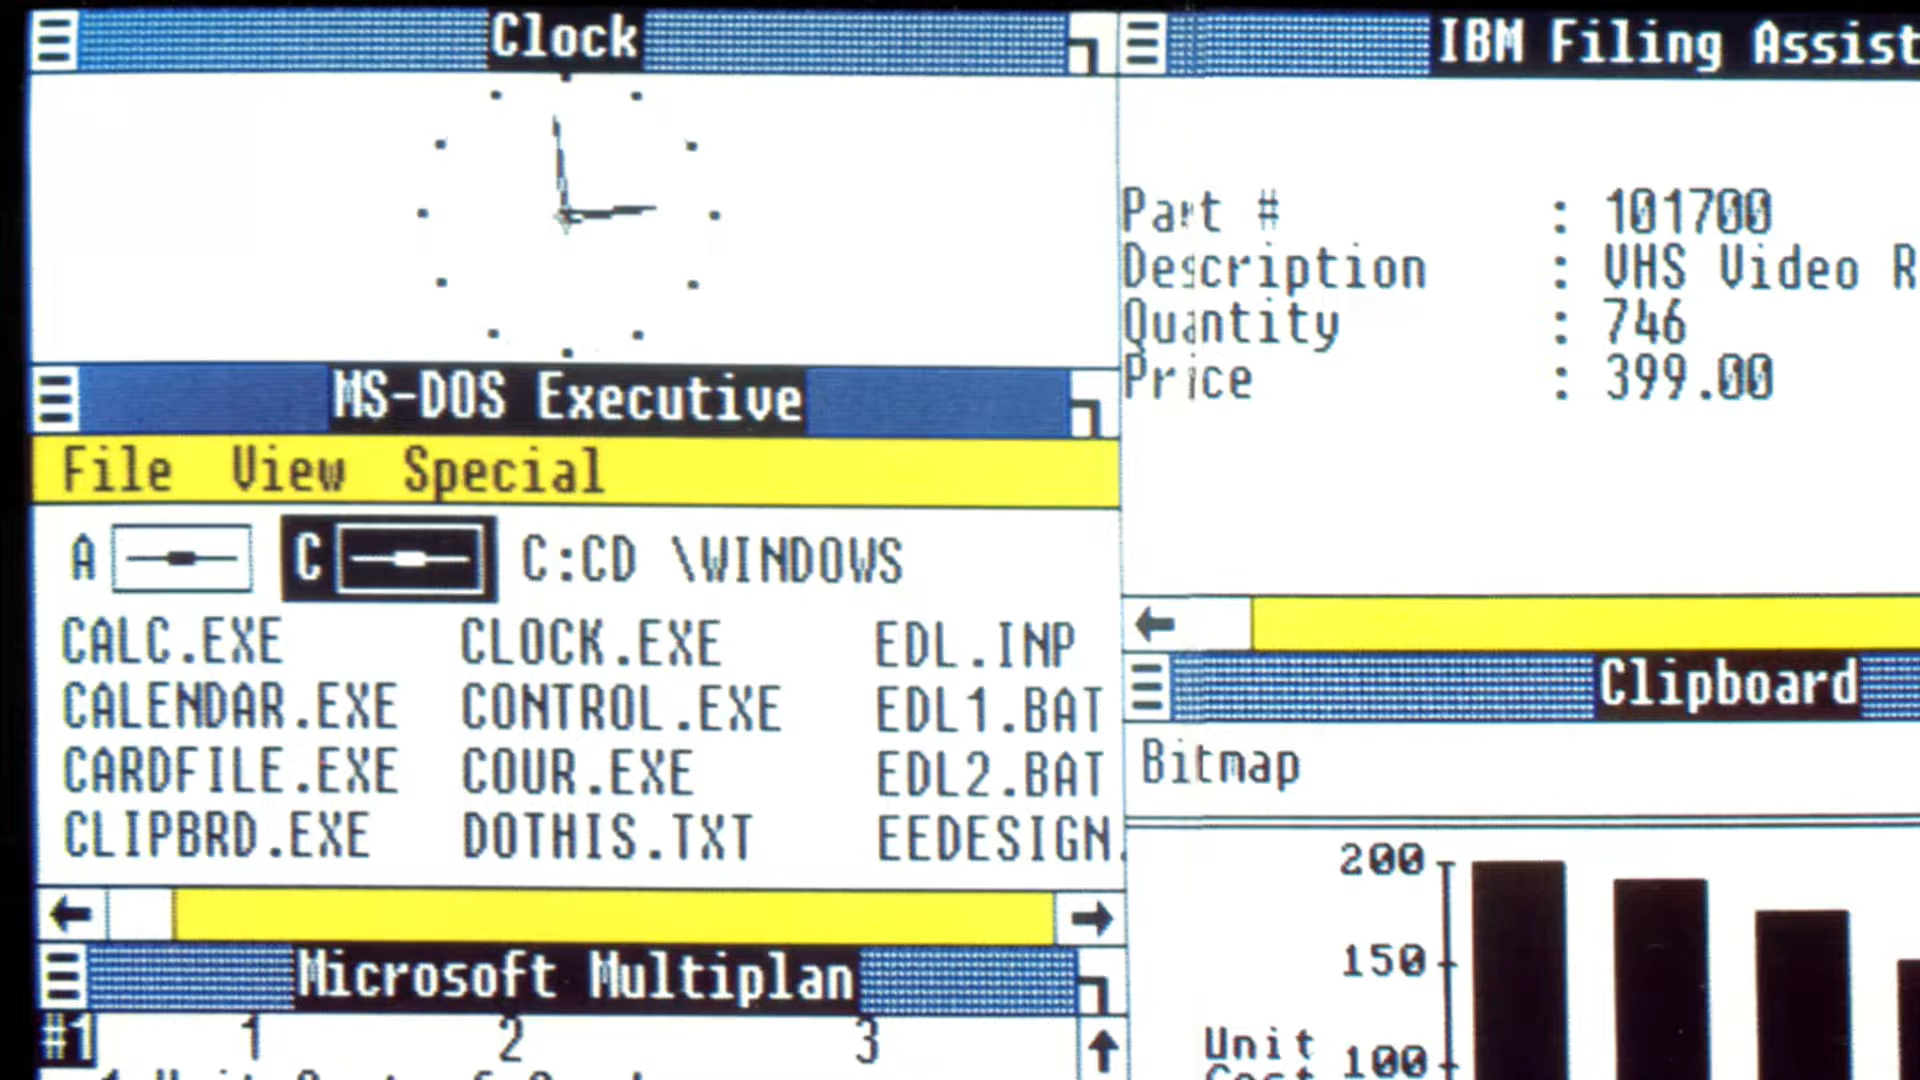 Clock
MS-DOS Executive
File View Special
A C C:CD \WINDOWS
CALC.EXE CLOCK.EXE EDL.INP
CALENDAR.EXE CONTROL.EXE EDL1.BAT
CARDFILE.EXE COUR.EXE EDL2.BAT
CLIPBRD.EXE DOTHIS.TXT EEDESIGN.
Microsoft Multiplan
#1 1 2 3
IBM Filing Assist
Part # : 101700
Description : VHS Video R
Quantity : 746
Price : 399.00
Clipboard
Bitmap
200
150
Unit 100